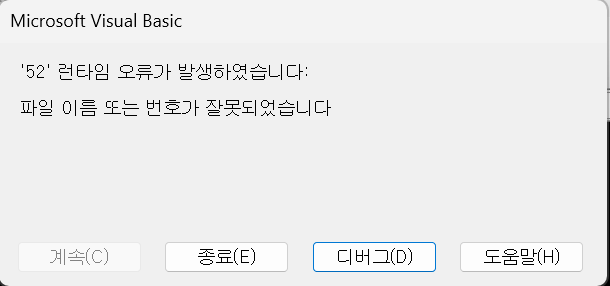 Microsoft Visual Basic
'52' 런타임 오류가 발생하였습니다:
파일 이름 또는 번호가 잘못되었습니다
계속(C) 종료(E) 디버그(D) 도움말(H)